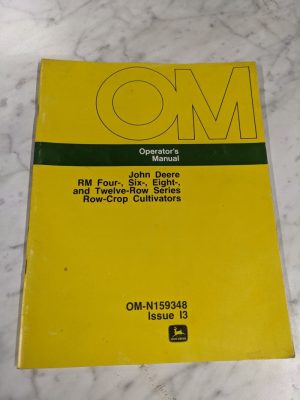 OM
Operator's
Manual
John Deere
RM Four-, Six-, Eight-,
and Twelve-Row Series
Row-Crop Cultivators
OM-N159348
Issue I3
JOHN DEERE